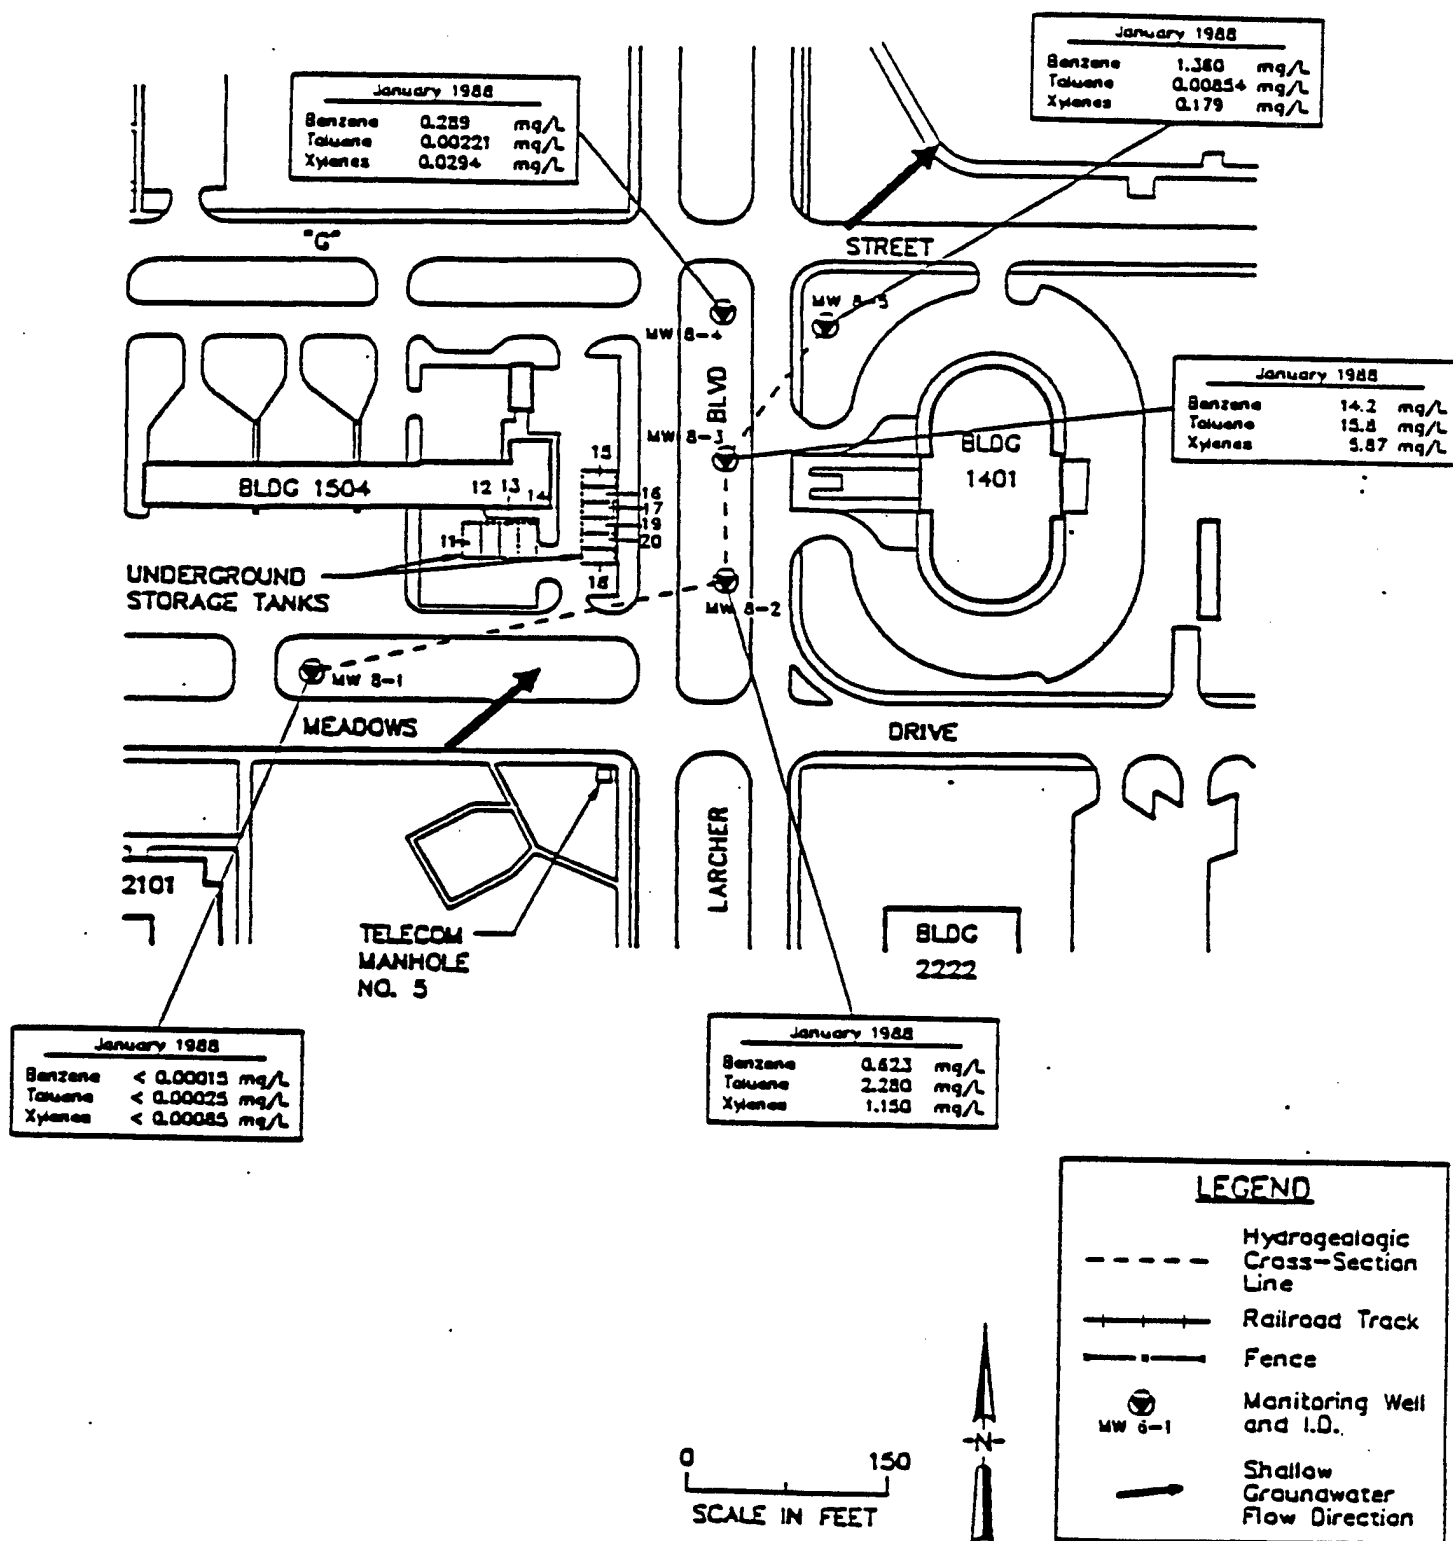 January 1988
Benzene 1.360 mg/L
Toluene 0.00854 mg/L
Xylenes 0.179 mg/L
January 1988
Benzene 0.289 mg/L
Toluene 0.00221 mg/L
Xylenes 0.0294 mg/L
"G"
STREET
MW 8-5
MW 8-4
BLVD
January 1988
Benzene 14.2 mg/L
Toluene 15.8 mg/L
Xylenes 5.87 mg/L
MW 8-3
BLDG
1401
15
BLDG 1504
12
13
14
16
17
19
20
11
18
UNDERGROUND
STORAGE TANKS
MW 8-2
MW 8-1
MEADOWS
DRIVE
LARCHER
2101
TELECOM
MANHOLE
NO. 5
BLDG
2222
January 1988
Benzene < 0.00015 mg/L
Toluene < 0.00025 mg/L
Xylenes < 0.00085 mg/L
January 1988
Benzene 0.623 mg/L
Toluene 2.280 mg/L
Xylenes 1.150 mg/L
LEGEND
Hydrogeologic
Cross-Section
Line
Railroad Track
Fence
Monitoring Well
and I.D.
MW 6-1
Shallow
Groundwater
Flow Direction
N
0 150
SCALE IN FEET